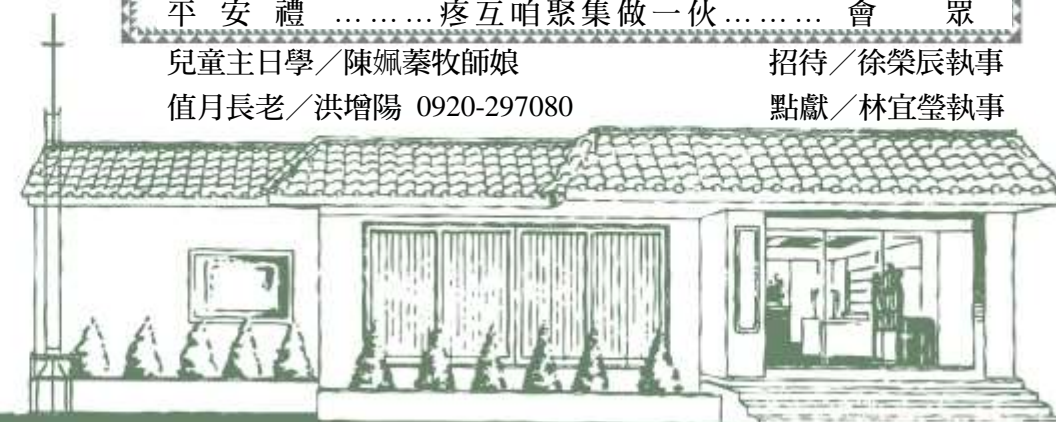 平 安 禮 ………疼互咱聚集做一伙……… 會 眾
兒童主日學／陳姵蓁牧師娘 招待／徐榮辰執事
值月長老／洪增陽 0920-297080 點獻／林宜瑩執事